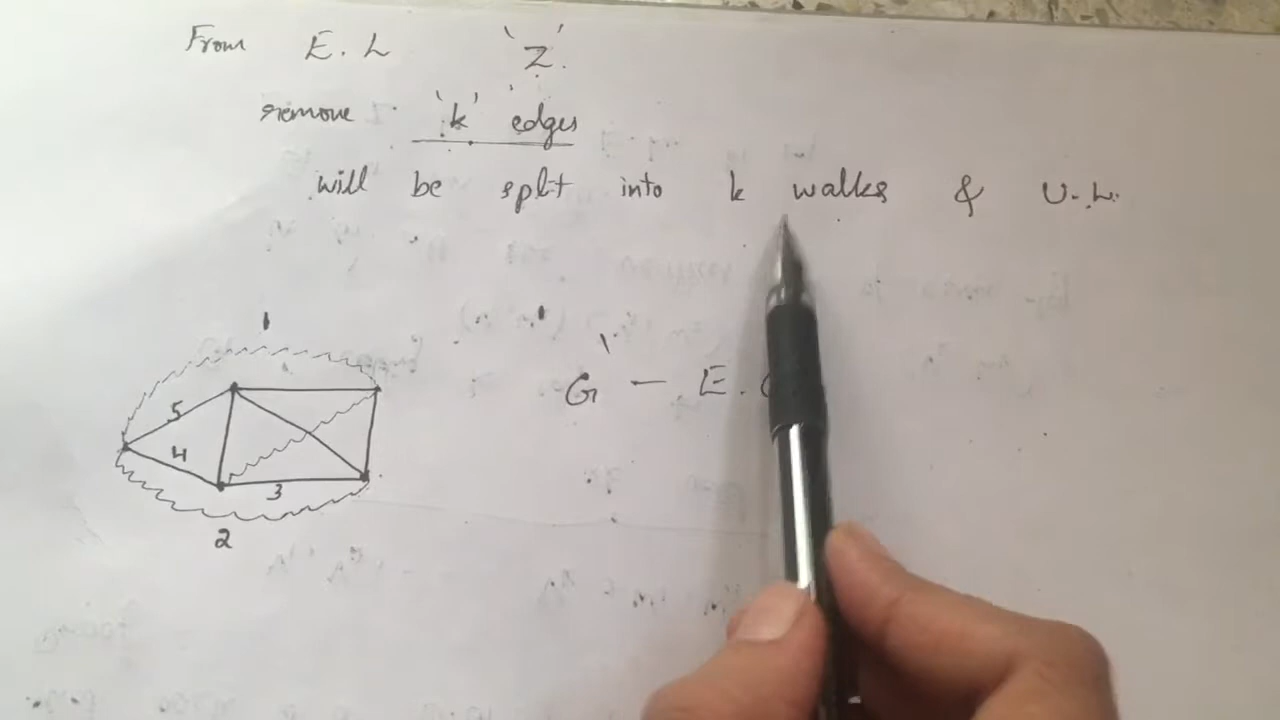 From E. L 'Z'.
remove 'k' edges
will be split into k walks & U. L.
1
G' — E.
5
4
3
2